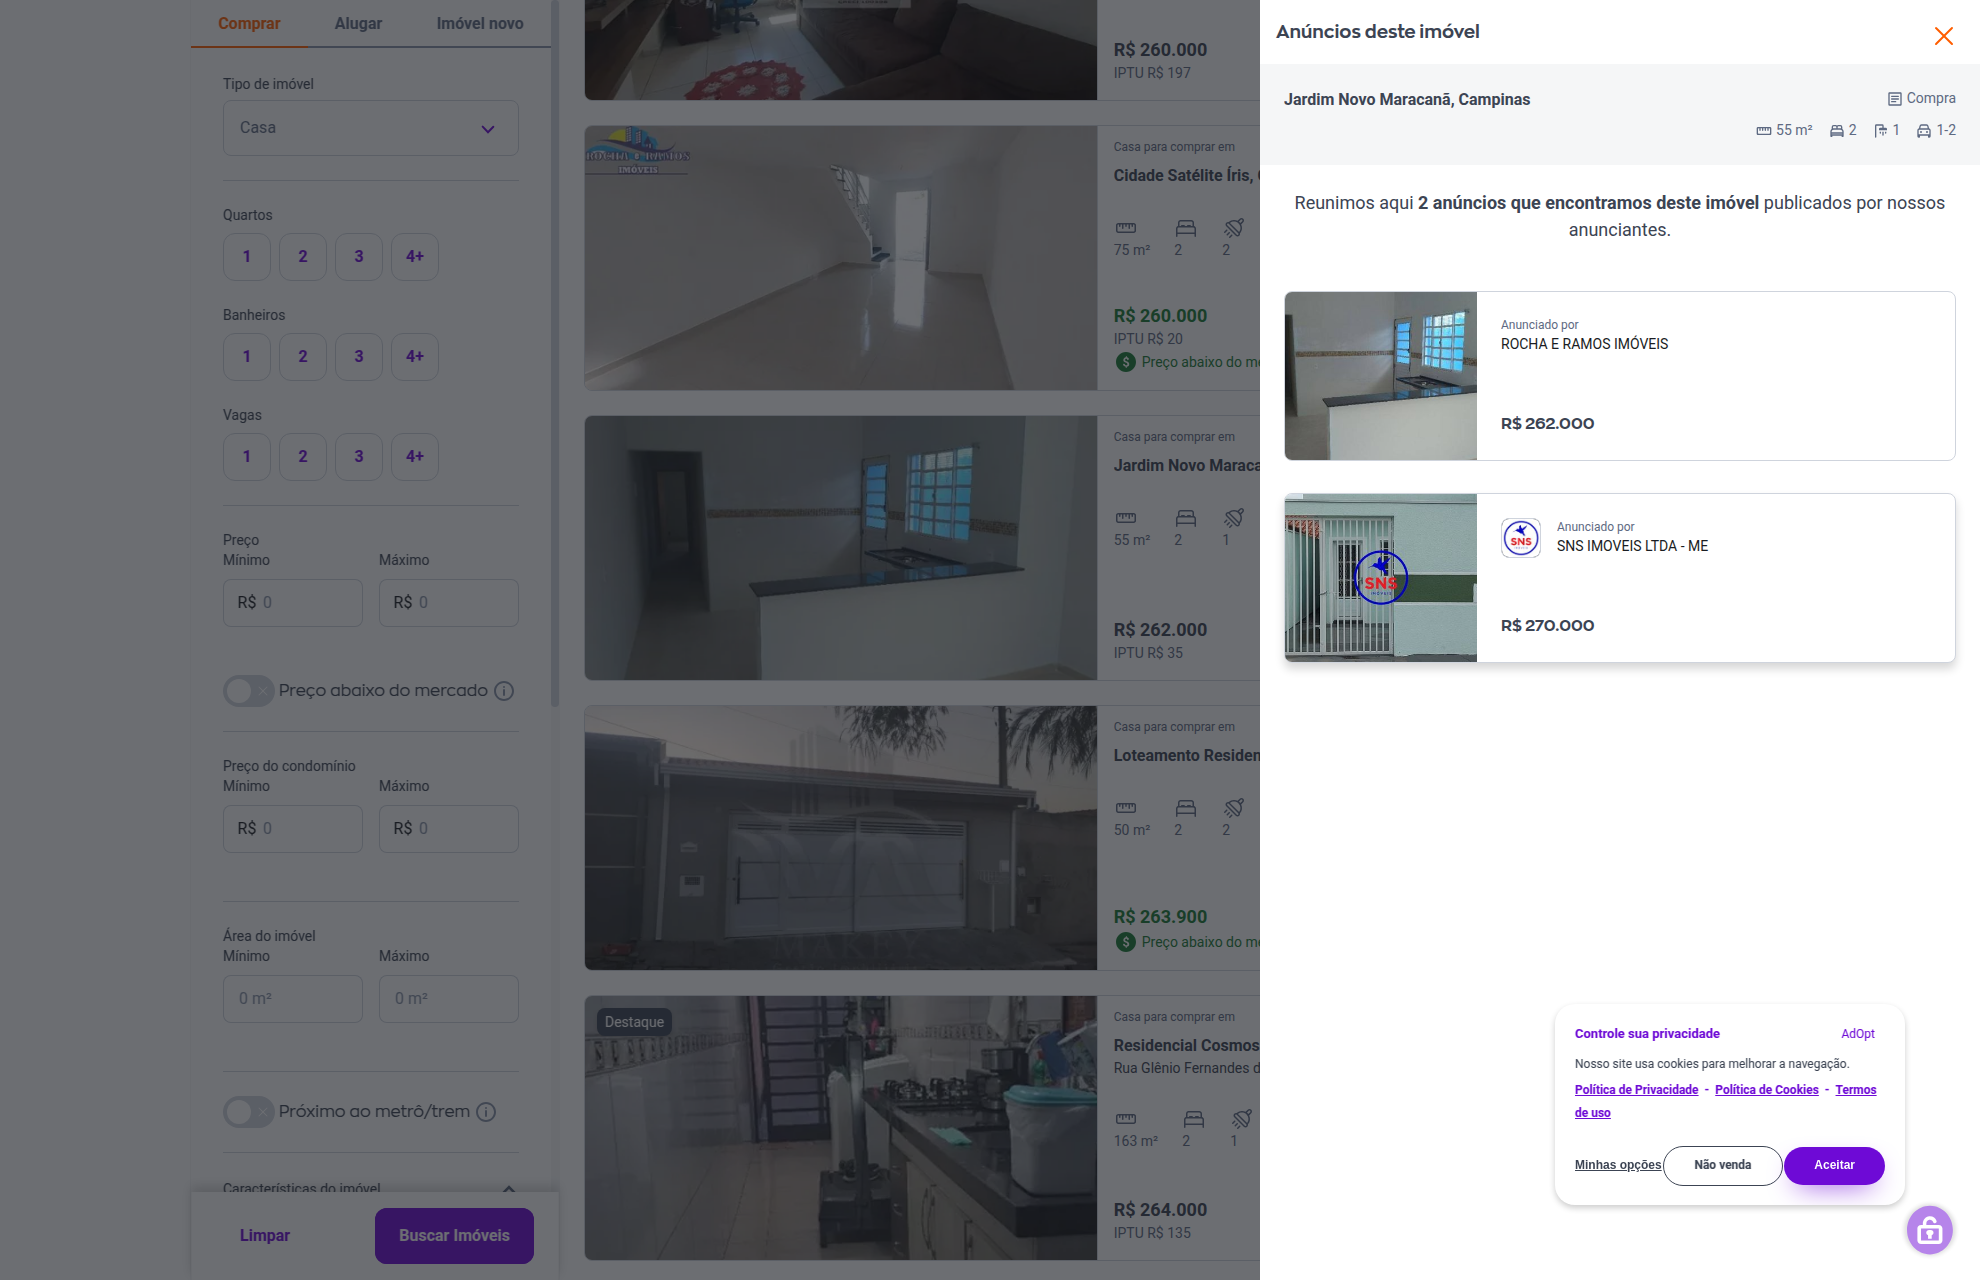 Comprar
Alugar
Imóvel novo
Tipo de imóvel
Casa
Quartos
1
2
3
4+
Banheiros
1
2
3
4+
Vagas
1
2
3
4+
Preço
Mínimo
Máximo
R$ 0
R$ 0
Preço abaixo do mercado
Preço do condomínio
Mínimo
Máximo
R$ 0
R$ 0
Área do imóvel
Mínimo
Máximo
0 m²
0 m²
Próximo ao metrô/trem
Características do imóvel
Limpar
Buscar Imóveis
R$ 260.000
IPTU R$ 197
ROCHA E RAMOS
IMÓVEIS
Casa para comprar em
Cidade Satélite Íris,
75 m²
2
2
R$ 260.000
IPTU R$ 20
Preço abaixo do me
Casa para comprar em
Jardim Novo Maraca
55 m²
2
1
R$ 262.000
IPTU R$ 35
Casa para comprar em
Loteamento Residen
50 m²
2
2
R$ 263.900
Preço abaixo do me
Destaque
Casa para comprar em
Residencial Cosmos
Rua Glênio Fernandes d
163 m²
2
1
R$ 264.000
IPTU R$ 135
Anúncios deste imóvel
Jardim Novo Maracanã, Campinas
Compra
55 m²
2
1
1-2
Reunimos aqui 2 anúncios que encontramos deste imóvel publicados por nossos
anunciantes.
Anunciado por
ROCHA E RAMOS IMÓVEIS
R$ 262.000
SNS
IMÓVEIS
SNS
Anunciado por
SNS IMOVEIS LTDA - ME
R$ 270.000
Controle sua privacidade
AdOpt
Nosso site usa cookies para melhorar a navegação.
Política de Privacidade - Política de Cookies - Termos
de uso
Minhas opções
Não venda
Aceitar